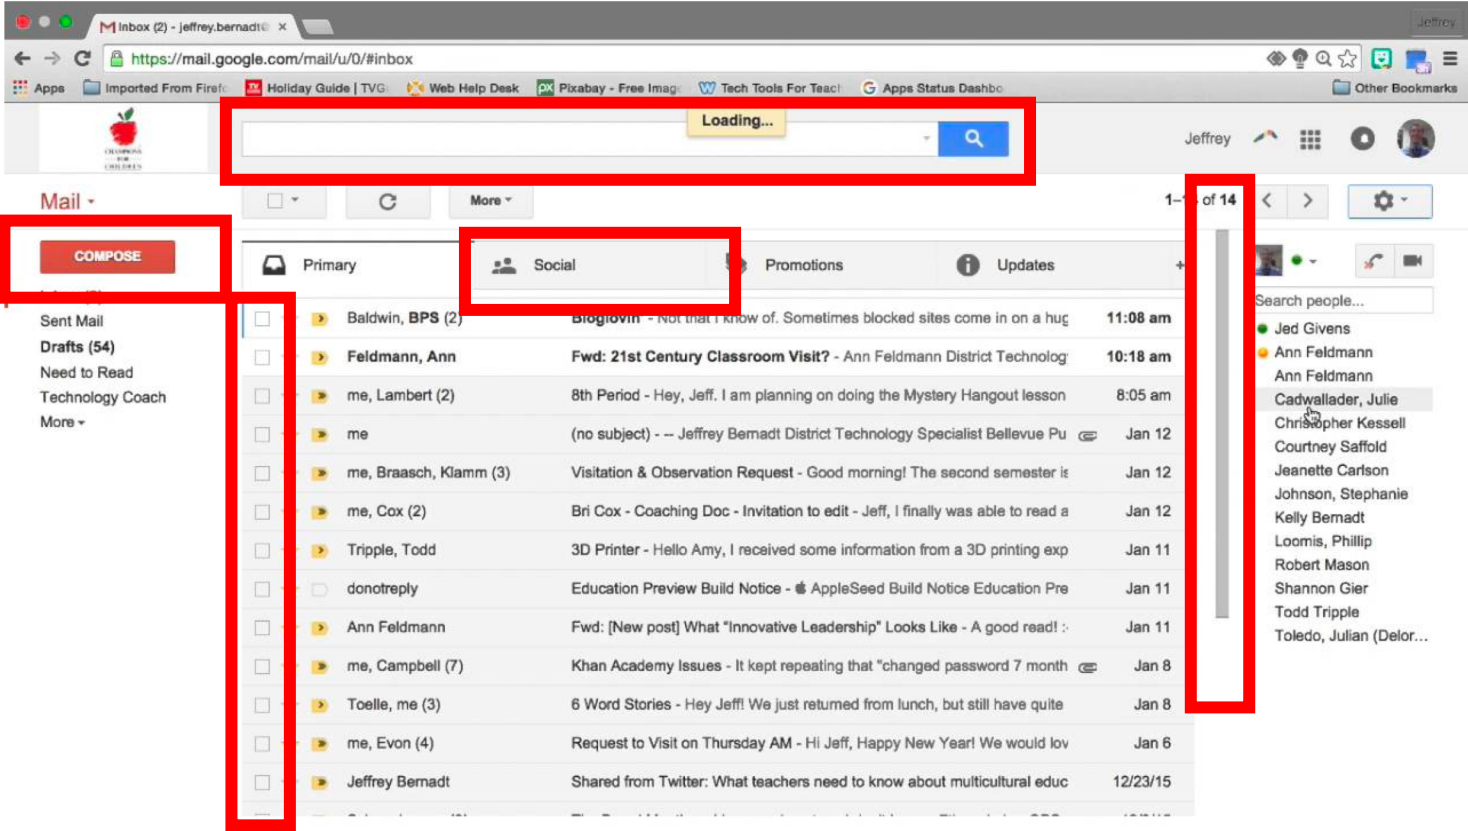 Inbox (2) - jeffrey.bernadt@
Jeffrey
https://mail.google.com/mail/u/0/#inbox
Apps Imported From Firefo Holiday Guide | TVG Web Help Desk Pixabay - Free Image Tech Tools For Teach Apps Status Dashbo Other Bookmarks
Loading...
CHAMPIONS
FOR
CHILDREN
Jeffrey
Mail
More
1– of 14
COMPOSE
Primary Social Promotions Updates +
Search people...
Sent Mail
Drafts (54)
Need to Read
Technology Coach
More
Baldwin, BPS (2) Bloglovin' - Not that I know of. Sometimes blocked sites come in on a hug 11:08 am
Feldmann, Ann Fwd: 21st Century Classroom Visit? - Ann Feldmann District Technolog 10:18 am
me, Lambert (2) 8th Period - Hey, Jeff. I am planning on doing the Mystery Hangout lesson 8:05 am
me (no subject) - -- Jeffrey Bernadt District Technology Specialist Bellevue Pu Jan 12
me, Braasch, Klamm (3) Visitation & Observation Request - Good morning! The second semester is Jan 12
me, Cox (2) Bri Cox - Coaching Doc - Invitation to edit - Jeff, I finally was able to read a Jan 12
Tripple, Todd 3D Printer - Hello Amy, I received some information from a 3D printing exp Jan 11
donotreply Education Preview Build Notice - AppleSeed Build Notice Education Pre Jan 11
Ann Feldmann Fwd: [New post] What "Innovative Leadership" Looks Like - A good read! :- Jan 11
me, Campbell (7) Khan Academy Issues - It kept repeating that "changed password 7 month Jan 8
Toelle, me (3) 6 Word Stories - Hey Jeff! We just returned from lunch, but still have quite Jan 8
me, Evon (4) Request to Visit on Thursday AM - Hi Jeff, Happy New Year! We would lov Jan 6
Jeffrey Bernadt Shared from Twitter: What teachers need to know about multicultural educ 12/23/15
Jed Givens
Ann Feldmann
Ann Feldmann
Cadwallader, Julie
Christopher Kessell
Courtney Saffold
Jeanette Carlson
Johnson, Stephanie
Kelly Bernadt
Loomis, Phillip
Robert Mason
Shannon Gier
Todd Tripple
Toledo, Julian (Delor...